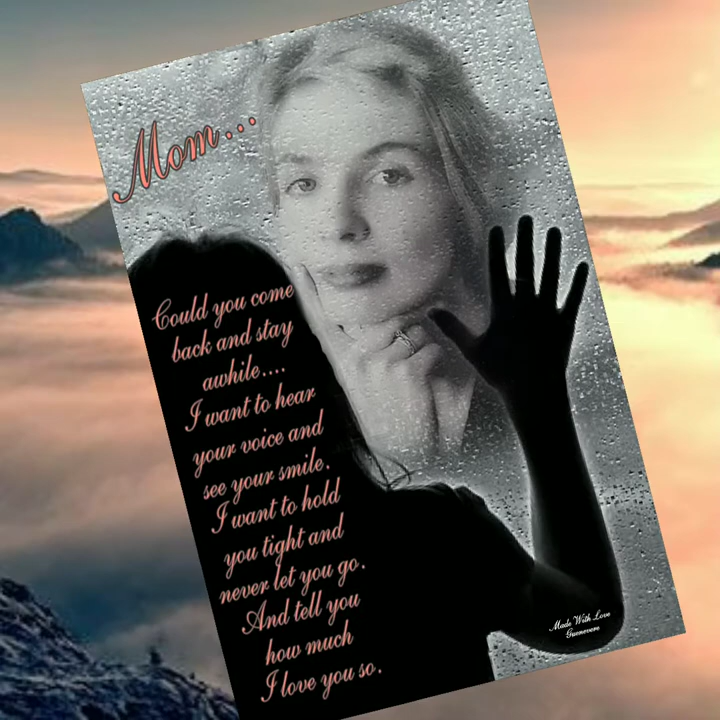 Mom...
Could you come
back and stay
awhile....
I want to hear
your voice and
see your smile.
I want to hold
you tight and
never let you go.
And tell you
how much
I love you so.
Made With Love
Guenevere